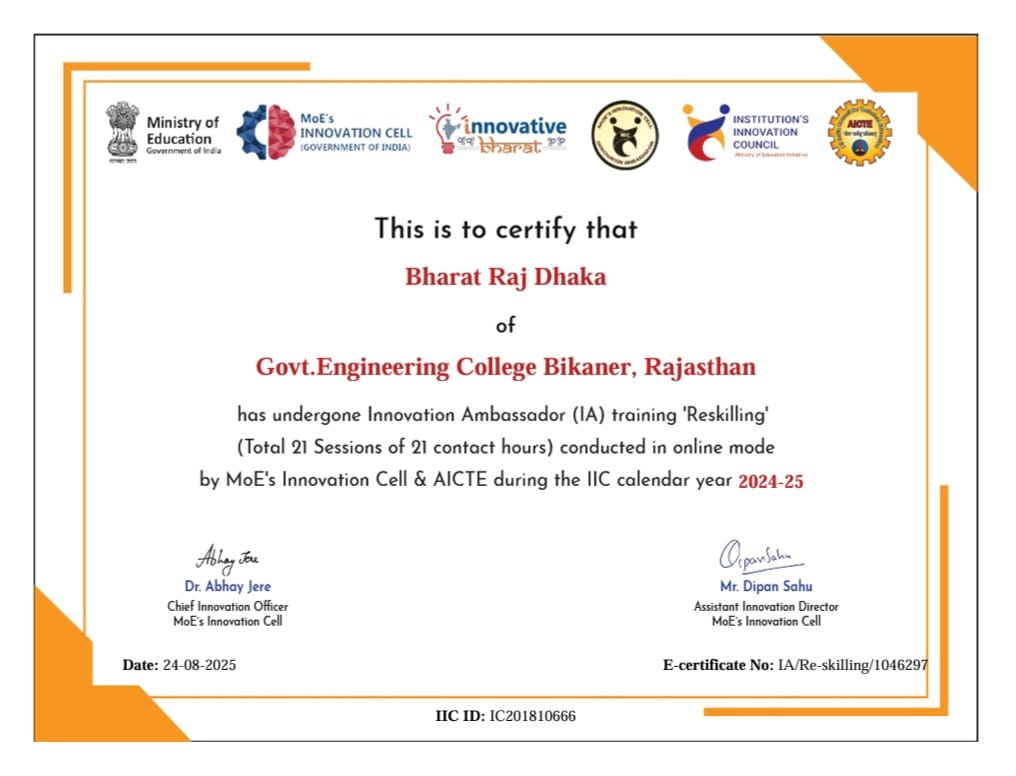 Ministry of
Education
Government of India
MoE's
INNOVATION CELL
(GOVERNMENT OF INDIA)
innovative
bharat
INSTITUTION'S
INNOVATION
COUNCIL
Ministry of Education Initiative
AICTE
This is to certify that
Bharat Raj Dhaka
of
Govt.Engineering College Bikaner, Rajasthan
has undergone Innovation Ambassador (IA) training 'Reskilling'
(Total 21 Sessions of 21 contact hours) conducted in online mode
by MoE's Innovation Cell & AICTE during the IIC calendar year 2024-25
Abhay Jere
Dipan Sahu
Dr. Abhay Jere
Mr. Dipan Sahu
Chief Innovation Officer
Assistant Innovation Director
MoE's Innovation Cell
MoE's Innovation Cell
Date: 24-08-2025
E-certificate No: IA/Re-skilling/1046297
IIC ID: IC201810666